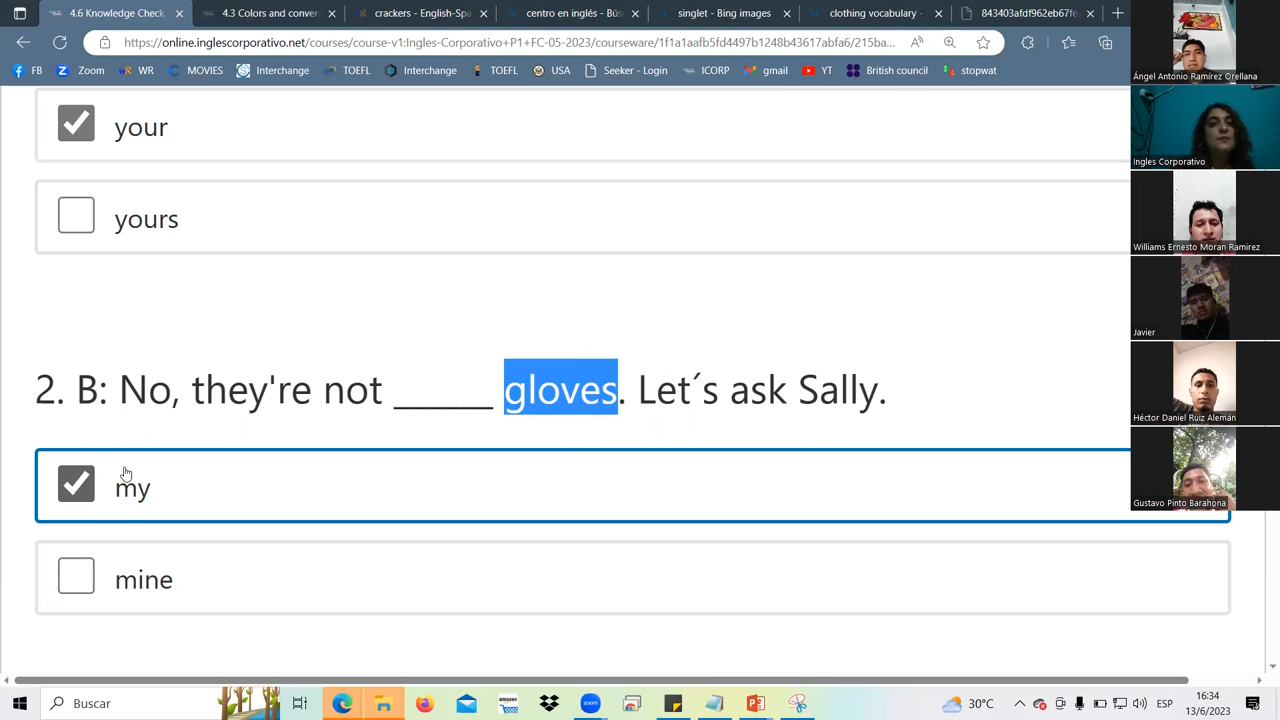 4.6 Knowledge Check
4.3 Colors and conver
crackers - English-Spa
centro en inglés - Bús
singlet - Bing images
clothing vocabulary
843403afdf962eb67fe
https://online.inglescorporativo.net/courses/course-v1:Ingles-Corporativo+P1+FC-05-2023/courseware/1f1a1aafb5fd4497b1248b43617abfa6/215ba...
FB
Zoom
WR
MOVIES
Interchange
TOEFL
Interchange
TOEFL
USA
Seeker - Login
ICORP
gmail
YT
British council
stopwat
your
yours
2. B: No, they're not ______ gloves. Let´s ask Sally.
my
mine
Ángel Antonio Ramírez Orellana
Ingles Corporativo
Williams Ernesto Moran Ramirez
Javier
Héctor Daniel Ruiz Alemán
Gustavo Pinto Barahona
Buscar
30°C
ESP
16:34
13/6/2023